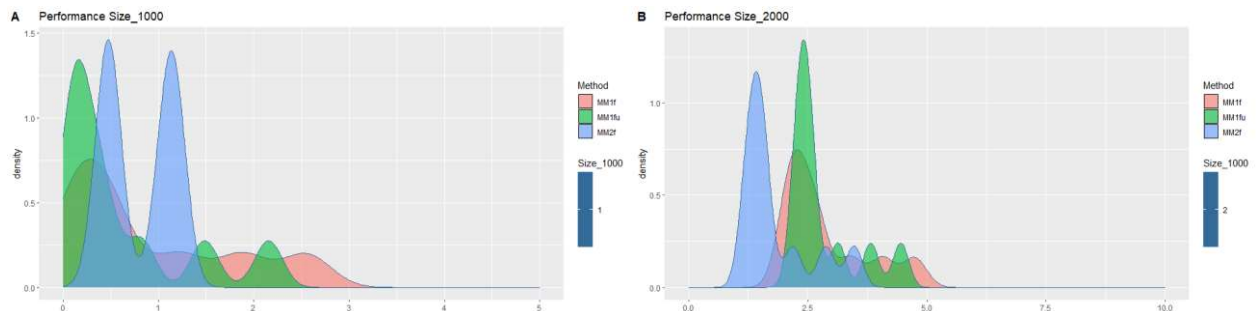 A Performance Size_1000
1.5
1.0
0.5
0.0
density
0 1 2 3 4 5
Method
MM1f
MM1fu
MM2f
Size_1000
1
B Performance Size_2000
1.0
0.5
0.0
density
0.0 2.5 5.0 7.5 10.0
Method
MM1f
MM1fu
MM2f
Size_1000
2